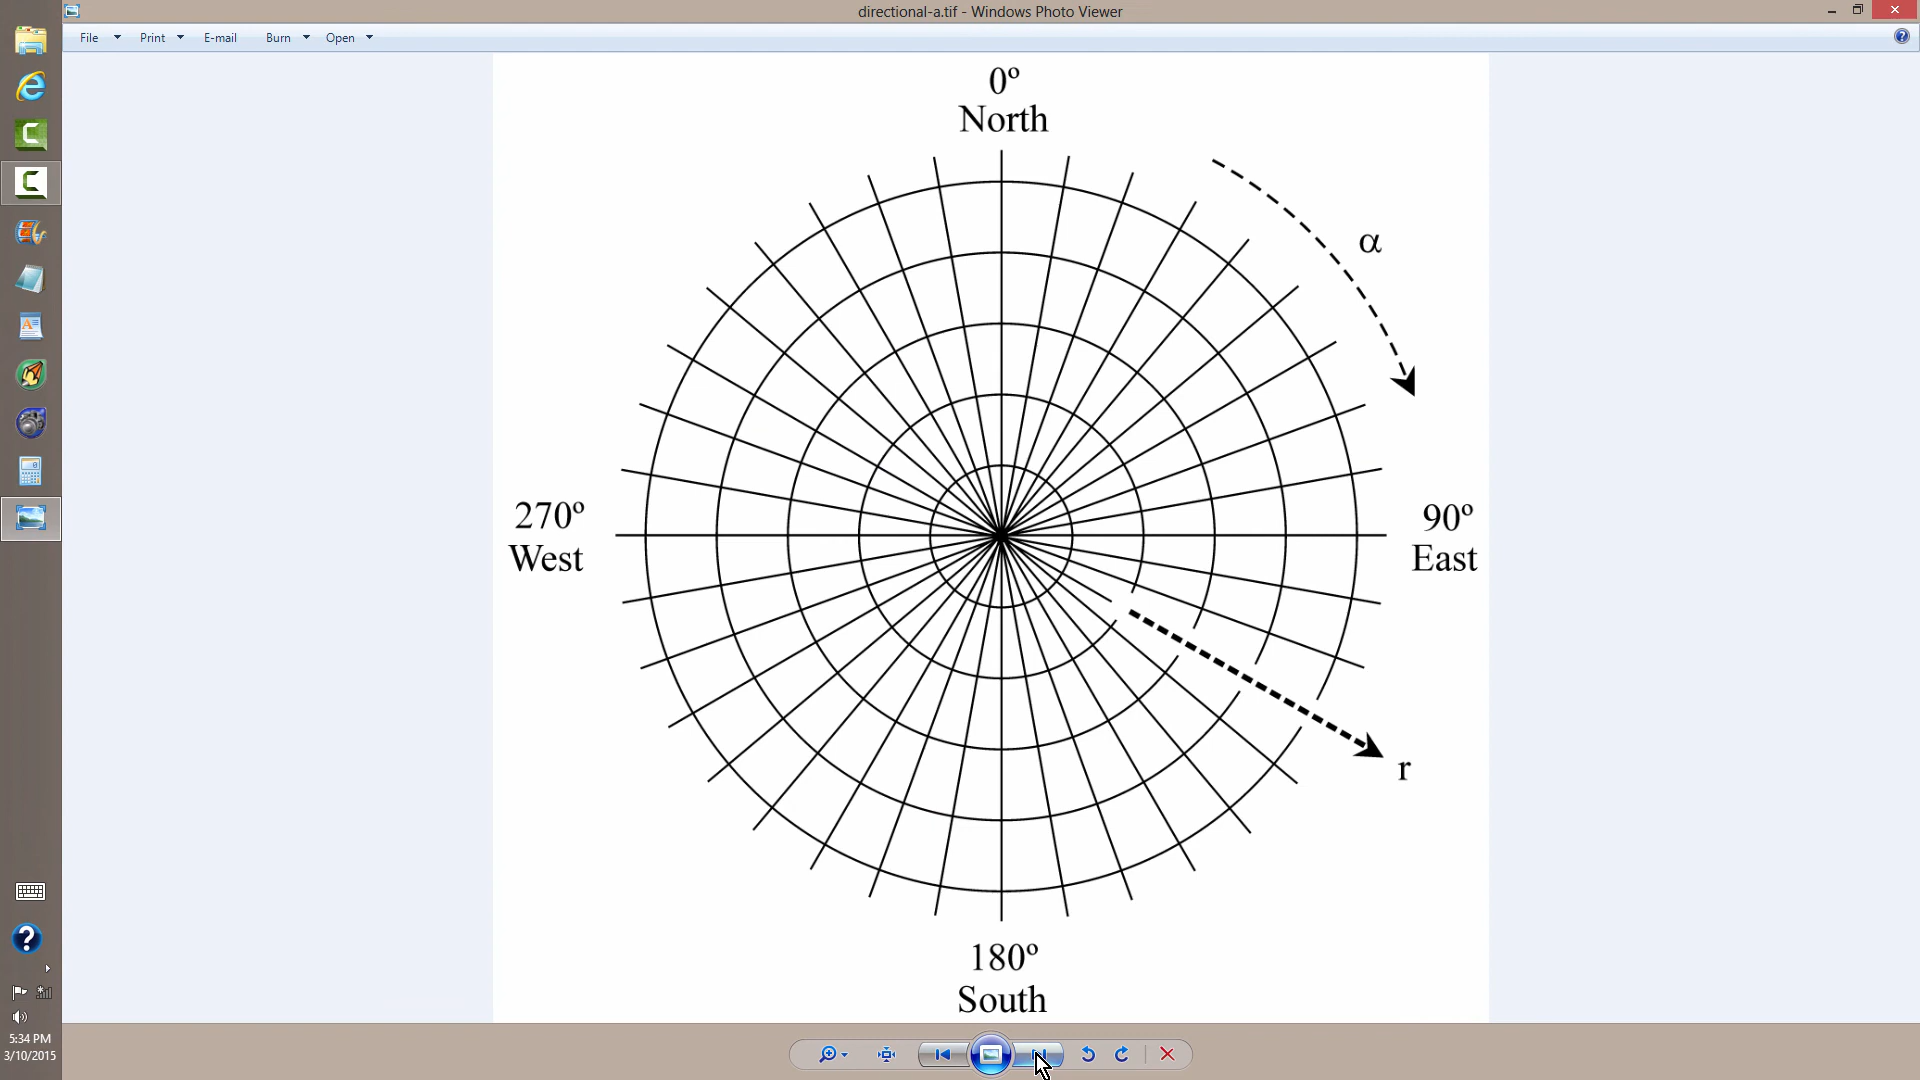 directional-a.tif - Windows Photo Viewer
File Print E-mail Burn Open
0º
North
α
270º
West
90º
East
r
180º
South
5:34 PM
3/10/2015